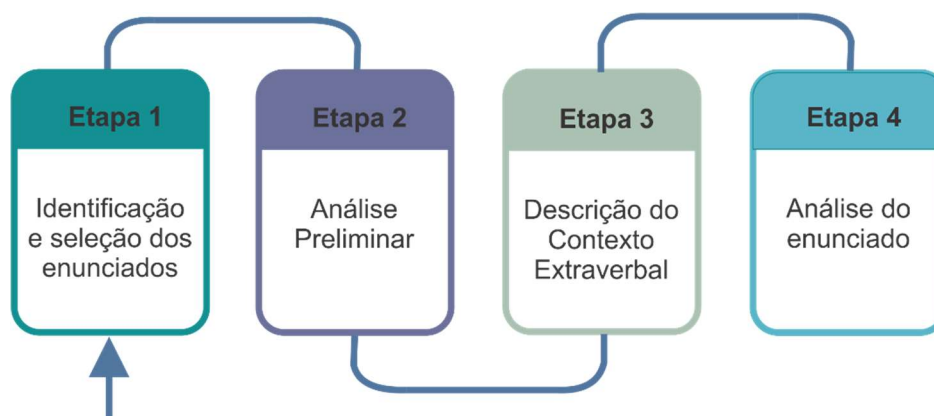 Etapa 1
Identificação
e seleção dos
enunciados
Etapa 2
Análise
Preliminar
Etapa 3
Descrição do
Contexto
Extraverbal
Etapa 4
Análise do
enunciado